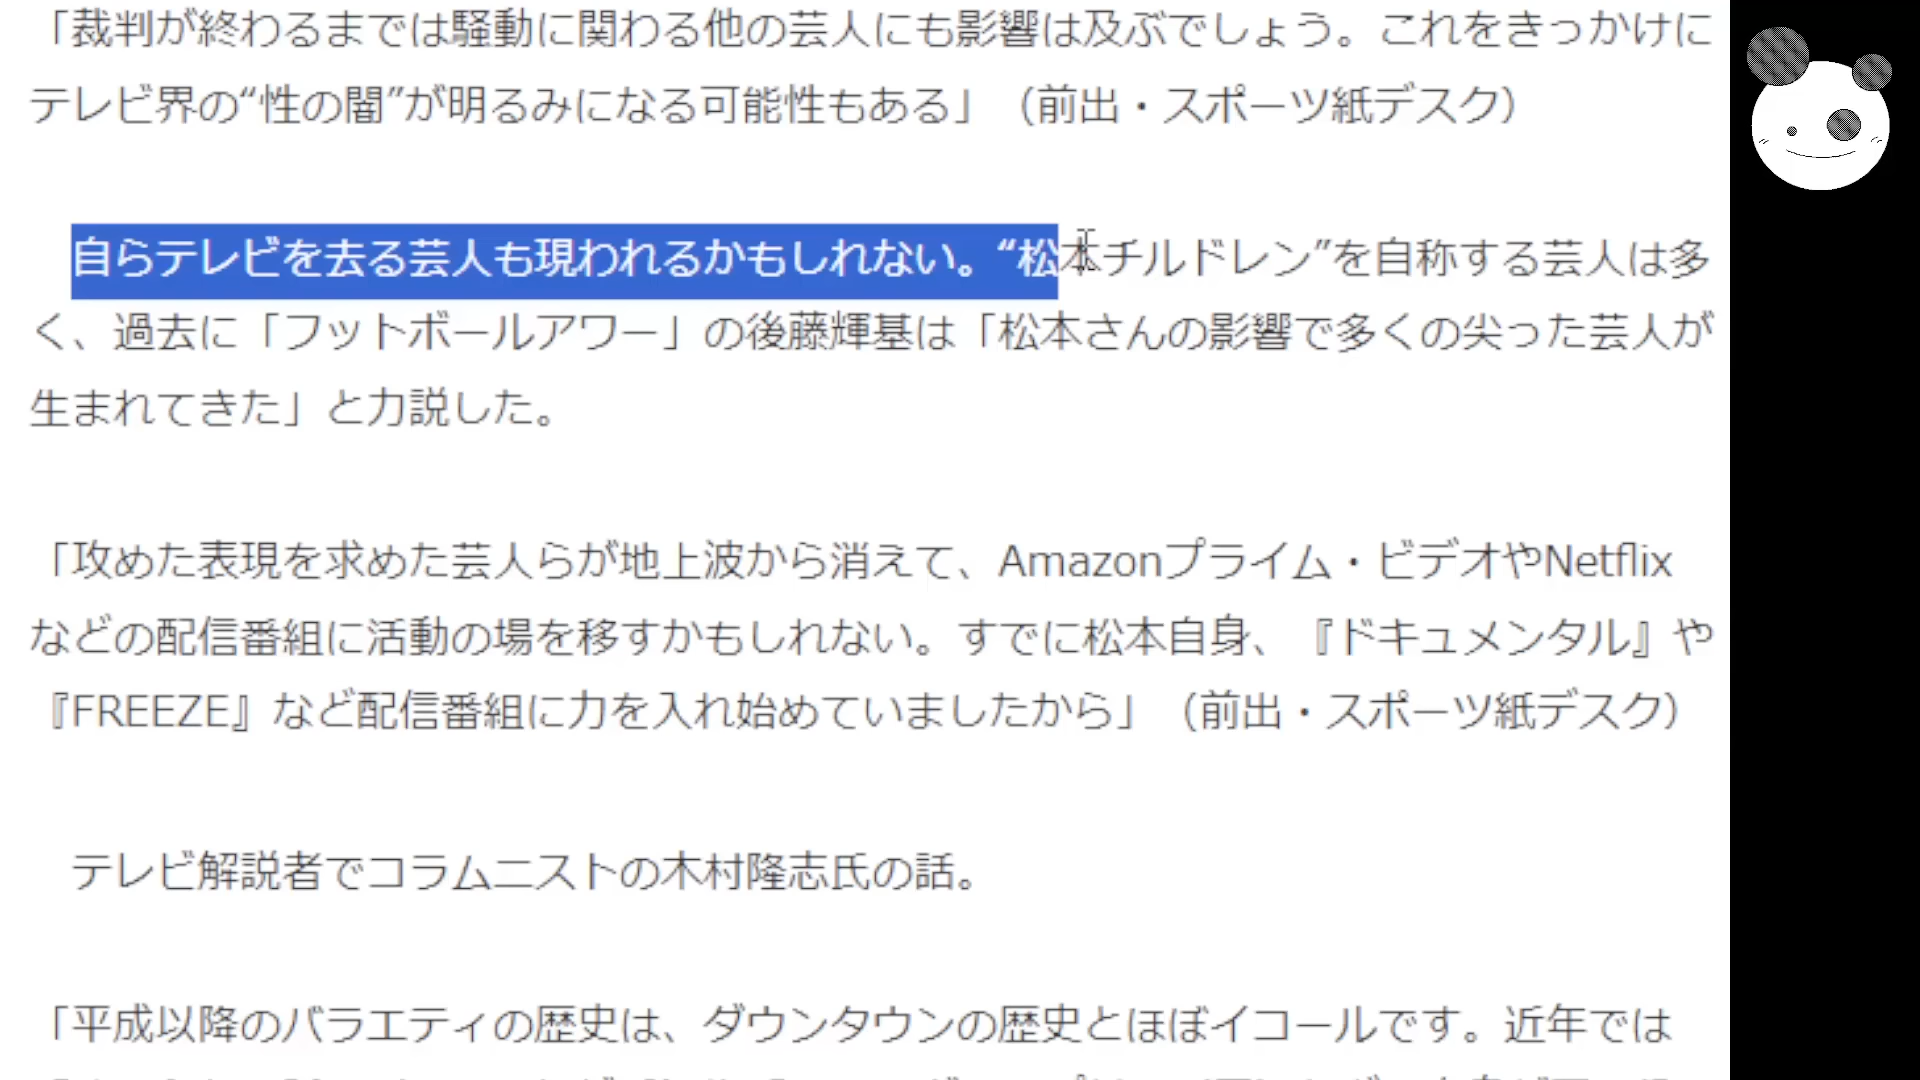 「裁判が終わるまでは騒動に関わる他の芸人にも影響は及ぶでしょう。これをきっかけに
テレビ界の“性の闇”が明るみになる可能性もある」（前出・スポーツ紙デスク）
自らテレビを去る芸人も現われるかもしれない。“松本チルドレン”を自称する芸人は多
く、過去に「フットボールアワー」の後藤輝基は「松本さんの影響で多くの尖った芸人が
生まれてきた」と力説した。
「攻めた表現を求めた芸人らが地上波から消えて、Amazonプライム・ビデオやNetflix
などの配信番組に活動の場を移すかもしれない。すでに松本自身、『ドキュメンタル』や
『FREEZE』など配信番組に力を入れ始めていましたから」（前出・スポーツ紙デスク）
テレビ解説者でコラムニストの木村隆志氏の話。
「平成以降のバラエティの歴史は、ダウンタウンの歴史とほぼイコールです。近年では